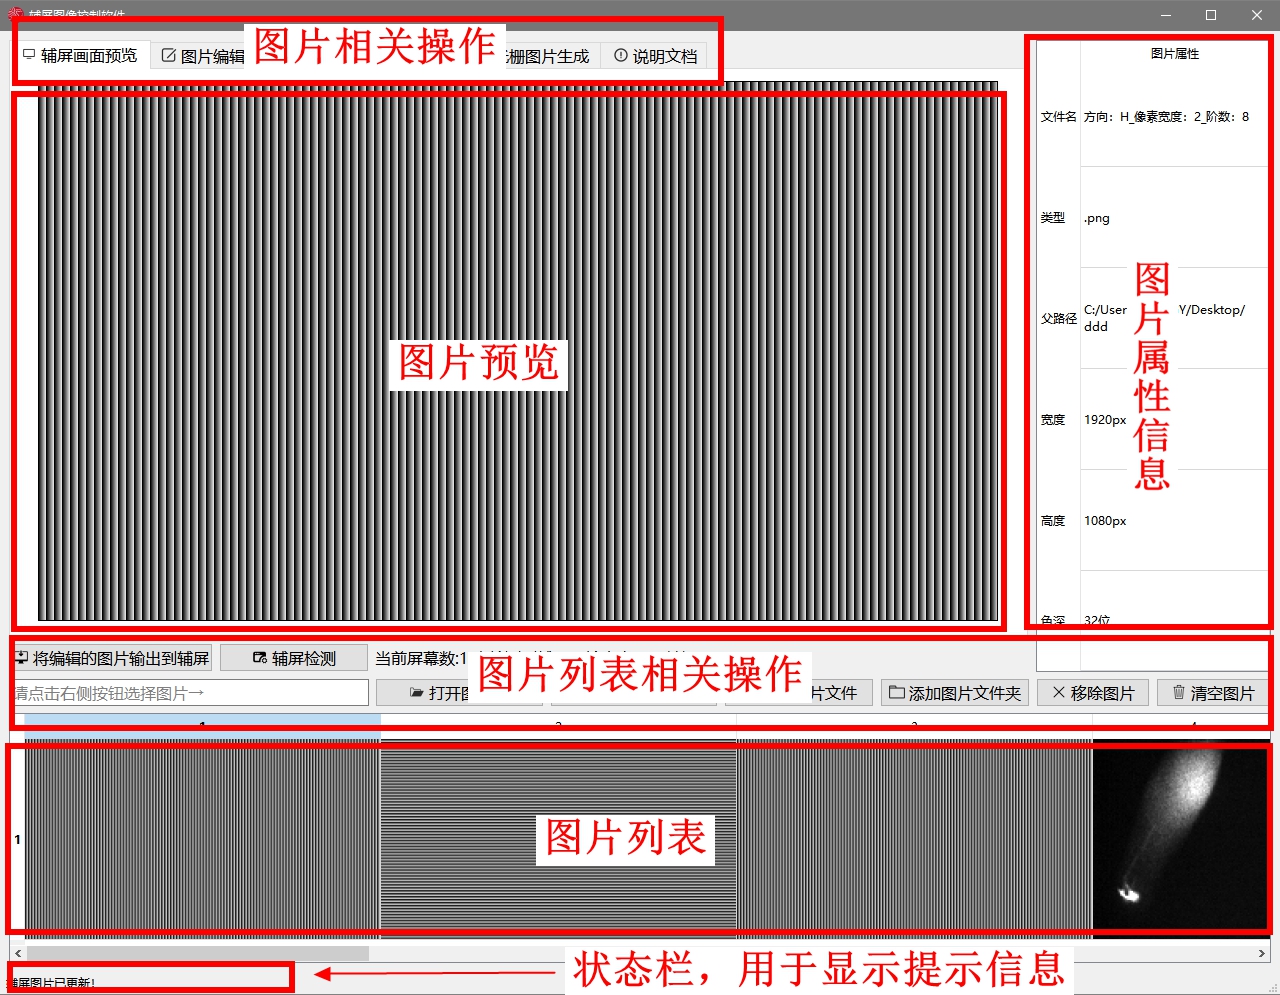 辅屏图像控制软件
辅屏画面预览
图片编辑
图片相关操作
栅图片生成
说明文档
图片属性
文件名 方向：H_像素宽度：2_阶数：8
类型 .png
父路径 C:/User Y/Desktop/
ddd
宽度 1920px
高度 1080px
色深 32位
图片属性信息
图片预览
将编辑的图片输出到辅屏
辅屏检测
当前屏幕数:1
图片列表相关操作
请点击右侧按钮选择图片→
打开
片文件
添加图片文件夹
移除图片
清空图片
1 2 3 4
1
图片列表
辅屏图片已更新！
状态栏，用于显示提示信息